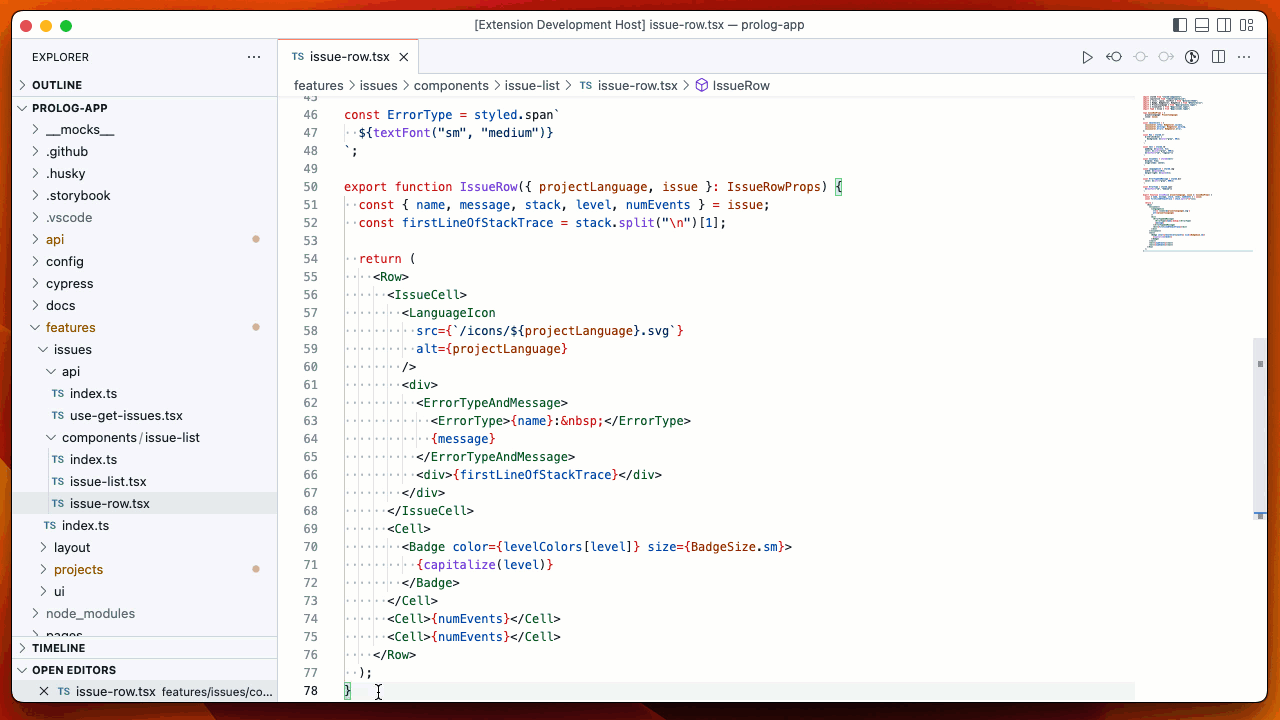 [Extension Development Host] issue-row.tsx — prolog-app
EXPLORER
OUTLINE
PROLOG-APP
__mocks__
.github
.husky
.storybook
.vscode
api
config
cypress
docs
features
issues
api
TS index.ts
TS use-get-issues.tsx
components/issue-list
TS index.ts
TS issue-list.tsx
TS issue-row.tsx
TS index.ts
layout
projects
ui
node_modules
pages
TIMELINE
OPEN EDITORS
TS issue-row.tsx features/issues/co...
TS issue-row.tsx
features > issues > components > issue-list > TS issue-row.tsx > IssueRow
45
46 const ErrorType = styled.span`
47 ··${textFont("sm", "medium")}
48 `;
49
50 export function IssueRow({ projectLanguage, issue }: IssueRowProps) {
51 ··const { name, message, stack, level, numEvents } = issue;
52 ··const firstLineOfStackTrace = stack.split("\n")[1];
53
54 ··return (
55 ····<Row>
56 ······<IssueCell>
57 ········<LanguageIcon
58 ··········src={`/icons/${projectLanguage}.svg`}
59 ··········alt={projectLanguage}
60 ········/>
61 ········<div>
62 ··········<ErrorTypeAndMessage>
63 ············<ErrorType>{name}:&nbsp;</ErrorType>
64 ············{message}
65 ··········</ErrorTypeAndMessage>
66 ··········<div>{firstLineOfStackTrace}</div>
67 ········</div>
68 ······</IssueCell>
69 ······<Cell>
70 ········<Badge color={levelColors[level]} size={BadgeSize.sm}>
71 ··········{capitalize(level)}
72 ········</Badge>
73 ······</Cell>
74 ······<Cell>{numEvents}</Cell>
75 ······<Cell>{numEvents}</Cell>
76 ····</Row>
77 ··);
78 }